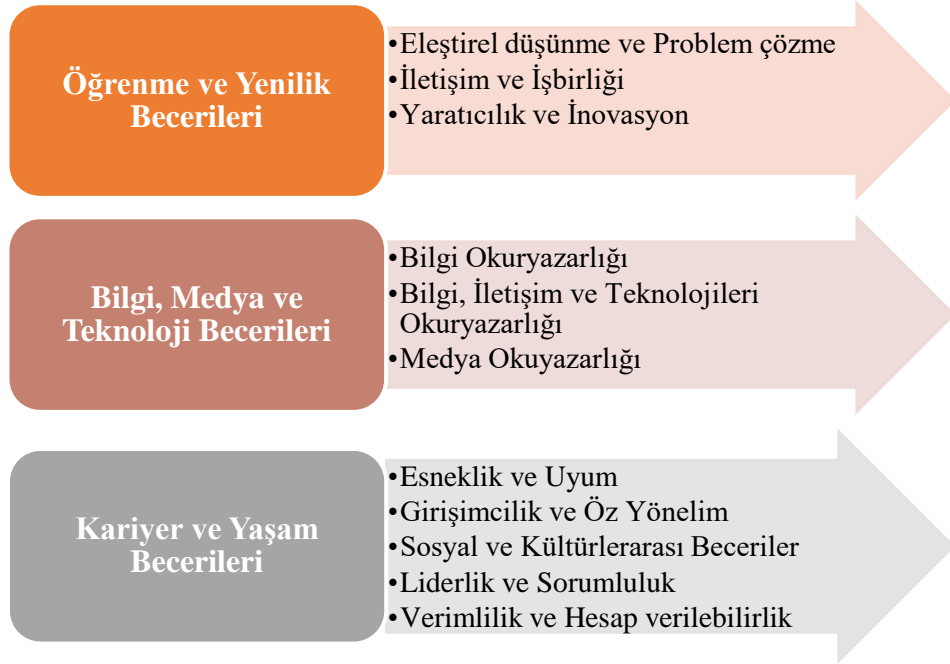 Öğrenme ve Yenilik
Becerileri
•Eleştirel düşünme ve Problem çözme
•İletişim ve İşbirliği
•Yaratıcılık ve İnovasyon
Bilgi, Medya ve
Teknoloji Becerileri
•Bilgi Okuryazarlığı
•Bilgi, İletişim ve Teknolojileri
Okuryazarlığı
•Medya Okuyazarlığı
Kariyer ve Yaşam
Becerileri
•Esneklik ve Uyum
•Girişimcilik ve Öz Yönelim
•Sosyal ve Kültürlerarası Beceriler
•Liderlik ve Sorumluluk
•Verimlilik ve Hesap verilebilirlik